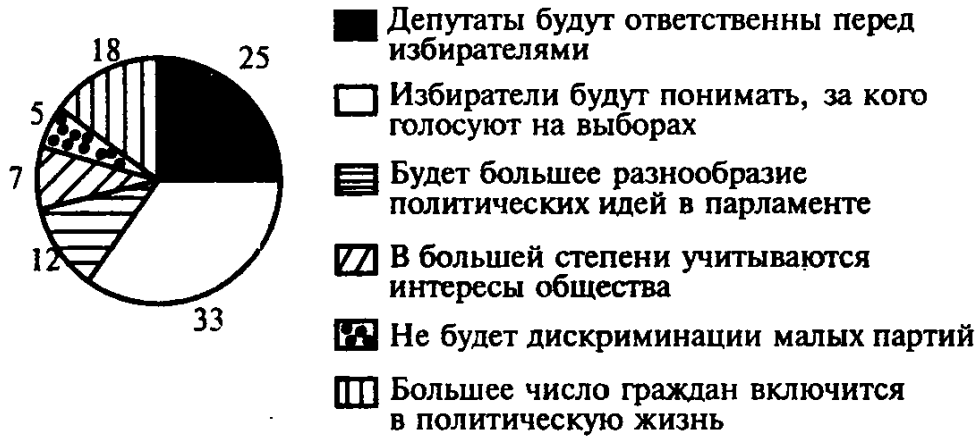 18
25
5
7
12
33
Депутаты будут ответственны перед
избирателями
Избиратели будут понимать, за кого
голосуют на выборах
Будет большее разнообразие
политических идей в парламенте
В большей степени учитываются
интересы общества
Не будет дискриминации малых партий
Большее число граждан включится
в политическую жизнь